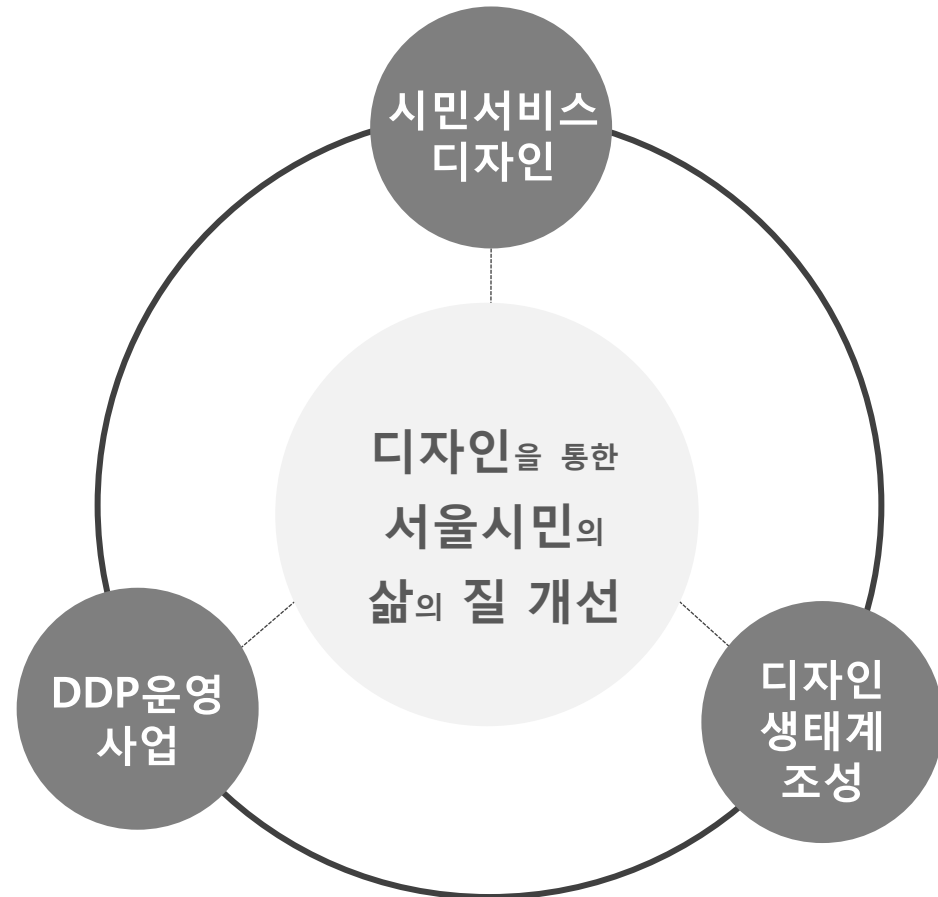 시민서비스
디자인
디자인을 통한
서울시민의
삶의 질 개선
DDP운영
사업
디자인
생태계
조성